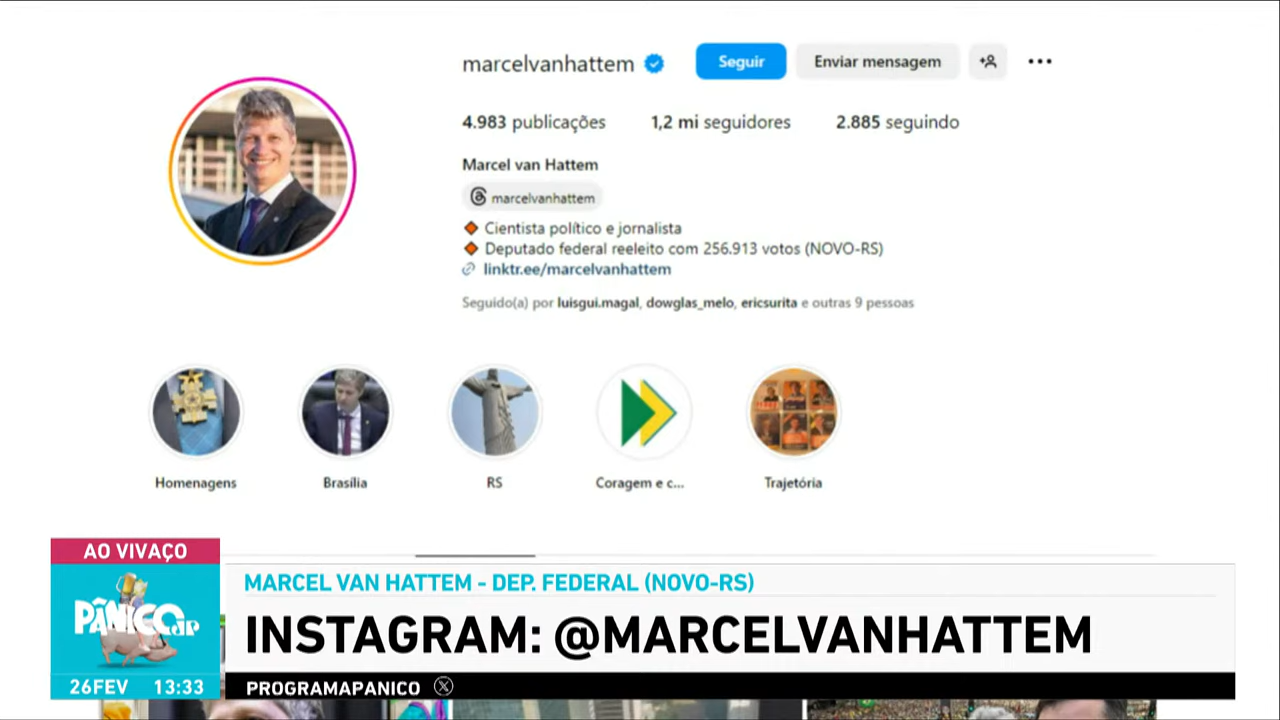 marcelvanhattem
Seguir
Enviar mensagem
4.983 publicações
1,2 mi seguidores
2.885 seguindo
Marcel van Hattem
marcelvanhattem
Cientista político e jornalista
Deputado federal reeleito com 256.913 votos (NOVO-RS)
linktr.ee/marcelvanhattem
Seguido(a) por luisgui.magal, dowglas_melo, ericsurita e outras 9 pessoas
Homenagens
Brasília
RS
Coragem e c...
Trajetória
AO VIVAÇO
PÂNICO JP
26FEV 13:33
MARCEL VAN HATTEM - DEP. FEDERAL (NOVO-RS)
INSTAGRAM: @MARCELVANHATTEM
PROGRAMAPANICO X